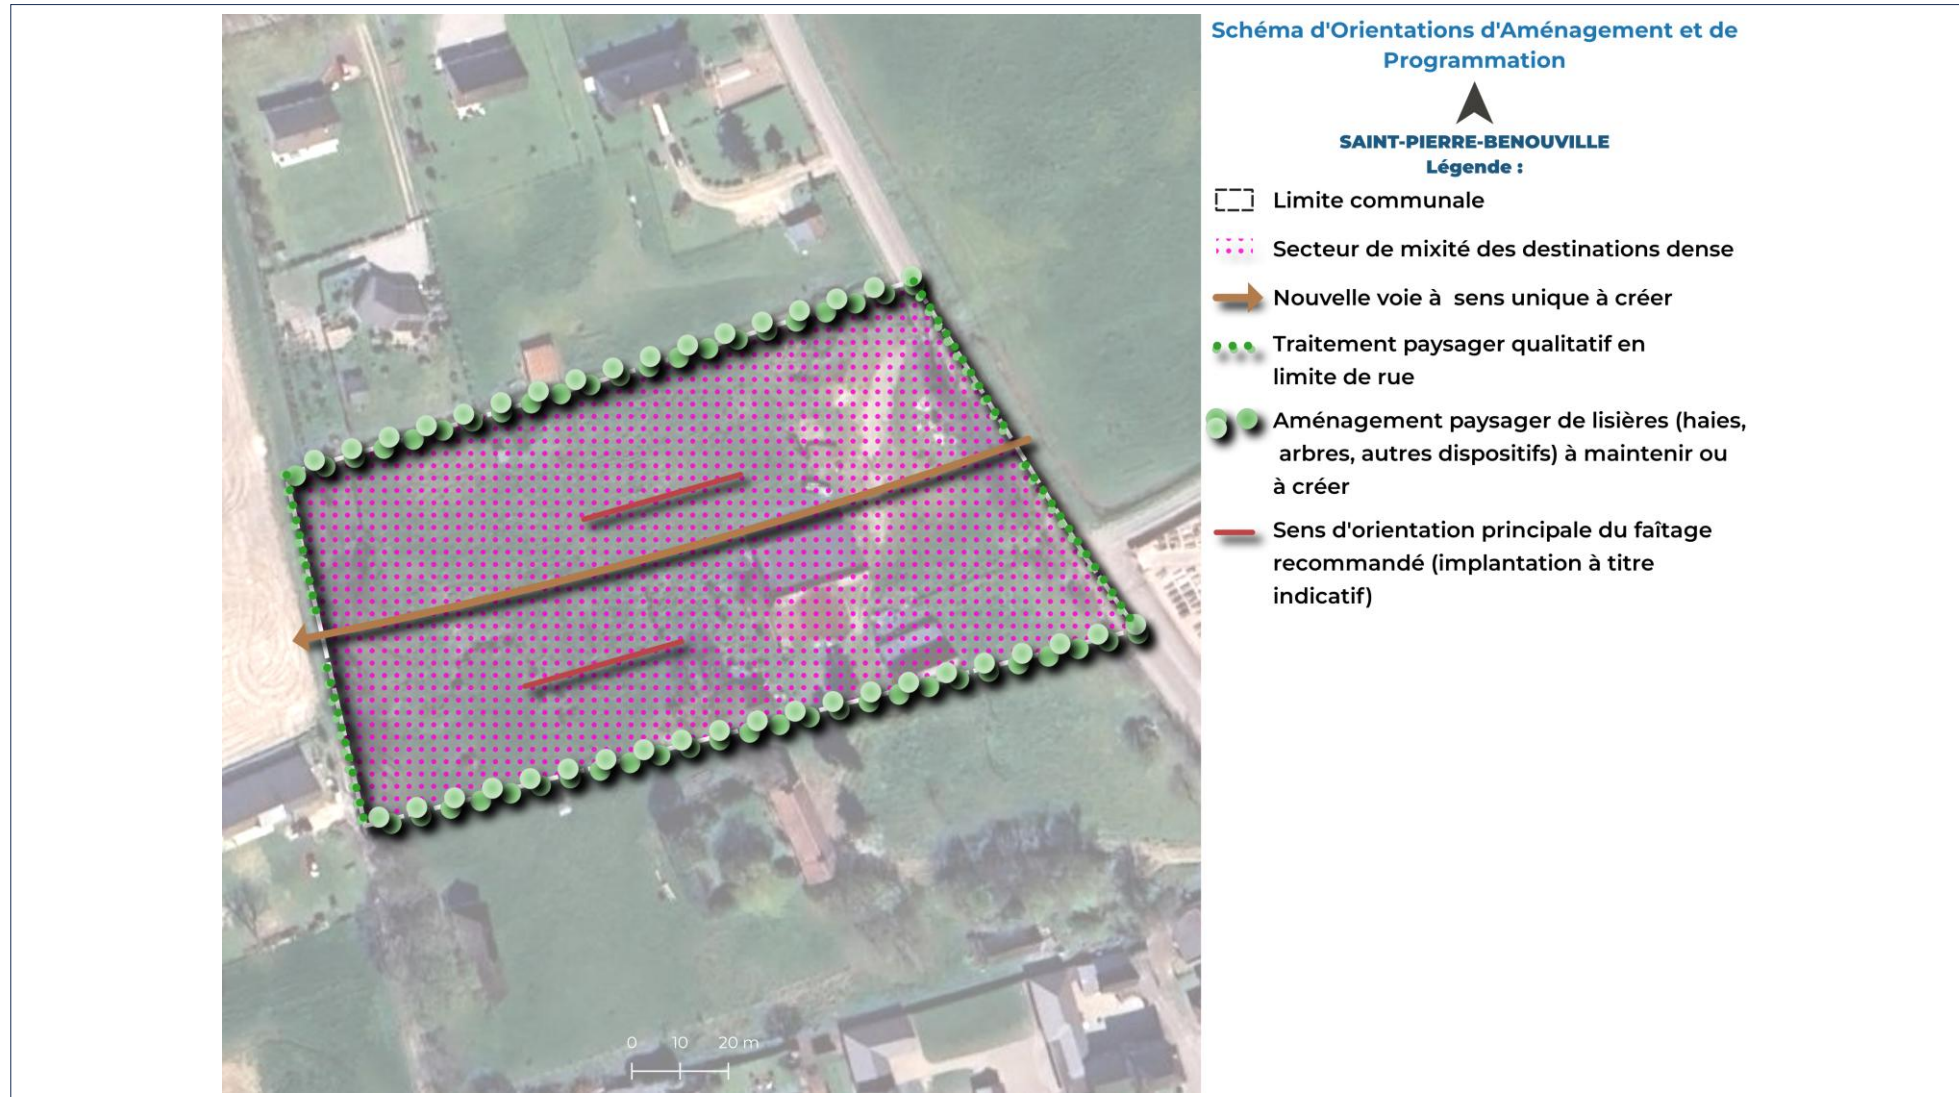 Schéma d'Orientations d'Aménagement et de
Programmation
SAINT-PIERRE-BENOUVILLE
Légende :
Limite communale
Secteur de mixité des destinations dense
Nouvelle voie à sens unique à créer
Traitement paysager qualitatif en
limite de rue
Aménagement paysager de lisières (haies,
arbres, autres dispositifs) à maintenir ou
à créer
Sens d'orientation principale du faîtage
recommandé (implantation à titre
indicatif)
0 10 20 m